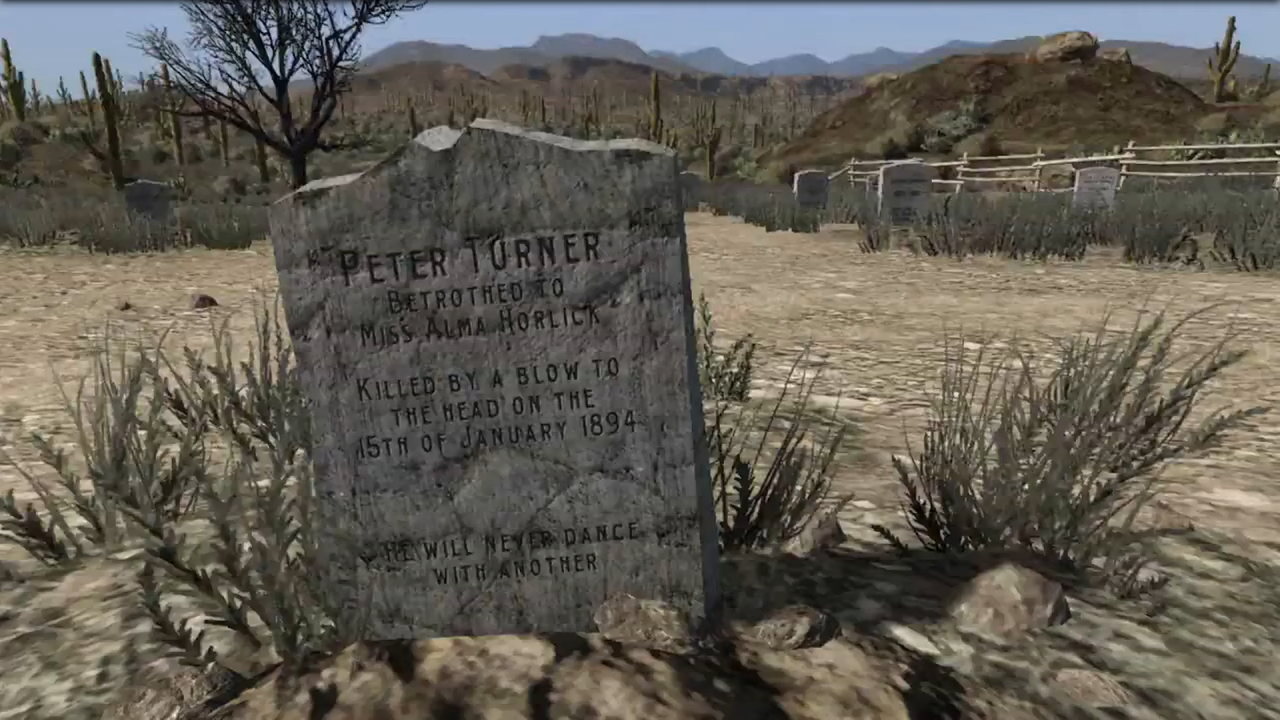 PETER TURNER
BETROTHED TO
MISS ALMA HORLICK
KILLED BY A BLOW TO
THE HEAD ON THE
15TH OF JANUARY 1894
HE WILL NEVER DANCE
WITH ANOTHER